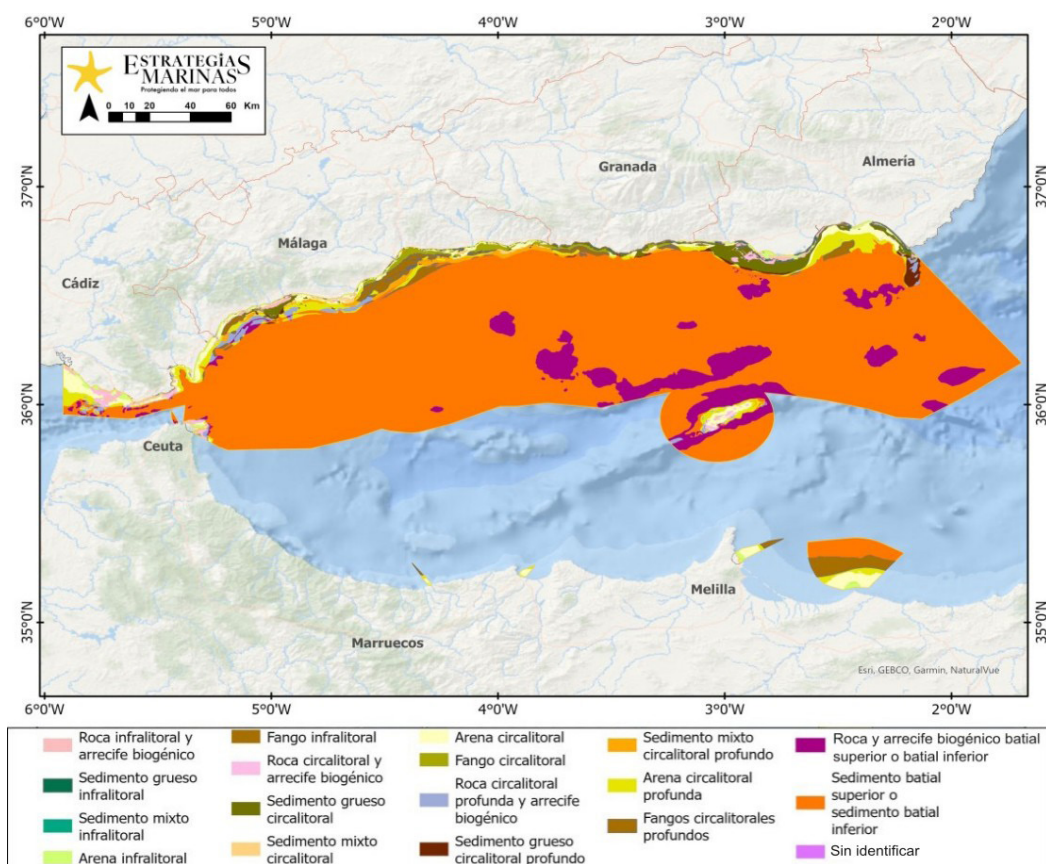 6°0'O 5°0'O 4°0'O 3°0'O 2°0'O
ESTRATEGIAS
MARINAS
Protegiendo el mar para todos
0 10 20 40 60 Km
37°0'N 37°0'N
36°0'N 36°0'N
35°0'N 35°0'N
Granada
Almería
Málaga
Cádiz
Ceuta
Melilla
Marruecos
Esri, GEBCO, Garmin, NaturalVue
6°0'O 5°0'O 4°0'O 3°0'O 2°0'O
Roca infralitoral y
arrecife biogénico
Sedimento grueso
infralitoral
Sedimento mixto
infralitoral
Arena infralitoral
Fango infralitoral
Roca circalitoral y
arrecife biogénico
Sedimento grueso
circalitoral
Sedimento mixto
circalitoral
Arena circalitoral
Fango circalitoral
Roca circalitoral
profunda y arrecife
biogénico
Sedimento grueso
circalitoral profundo
Sedimento mixto
circalitoral profundo
Arena circalitoral
profunda
Fangos circalitorales
profundos
Roca y arrecife biogénico batial
superior o batial inferior
Sedimento batial
superior o
sedimento batial
inferior
Sin identificar